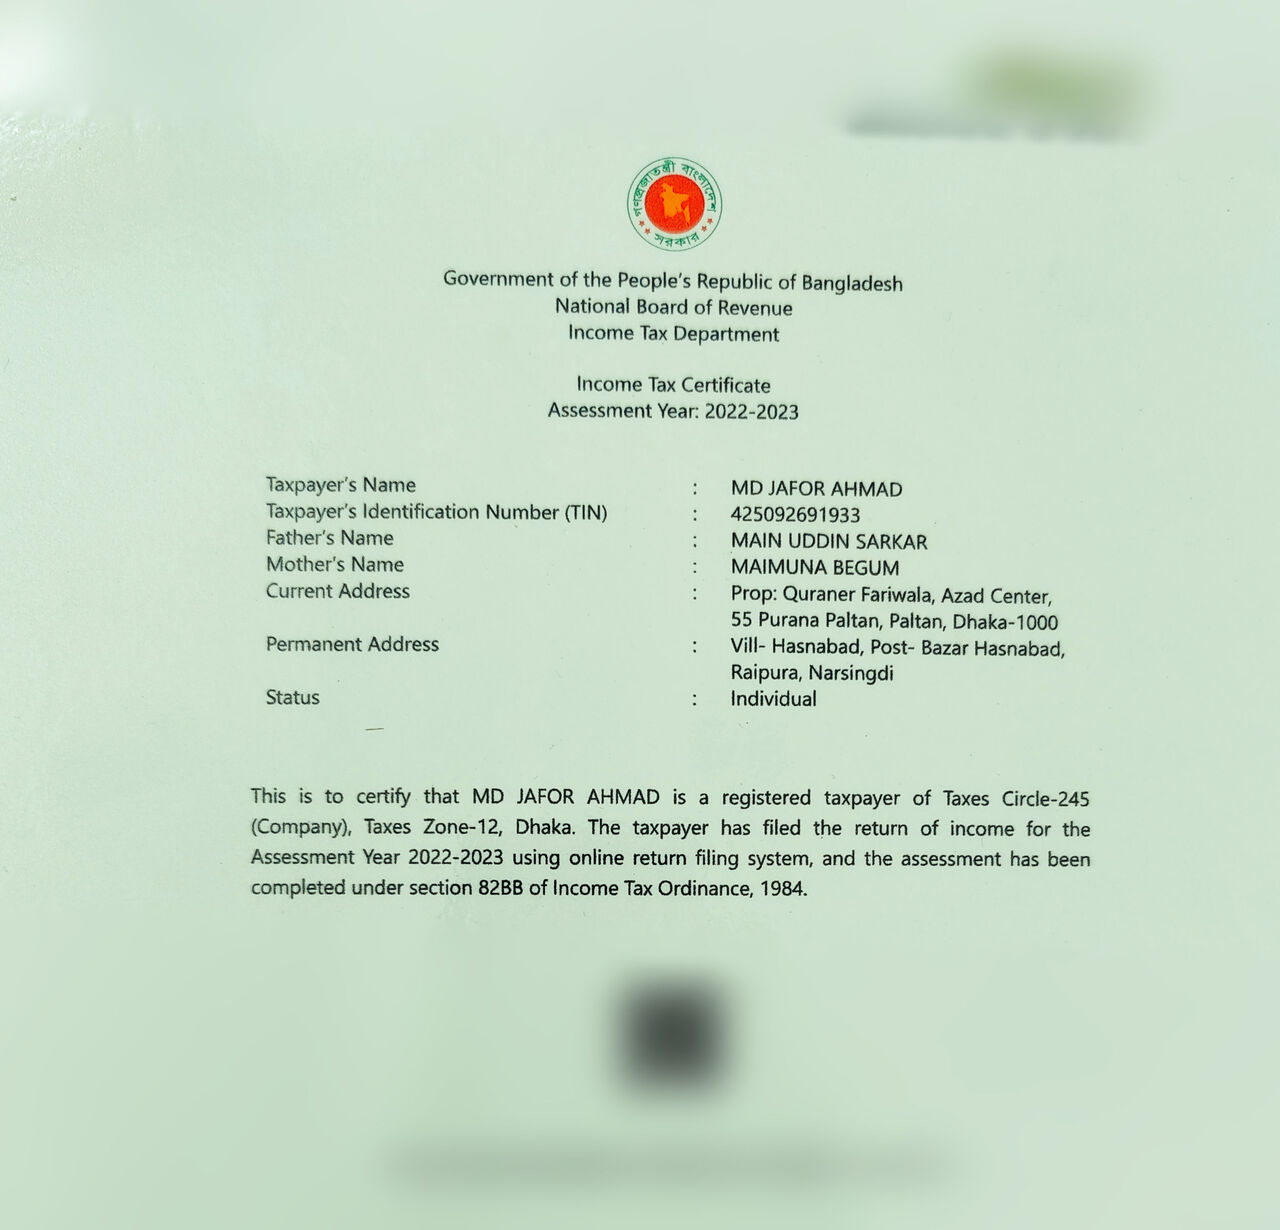 গণপ্রজাতন্ত্রী বাংলাদেশ
সরকার
Government of the People's Republic of Bangladesh
National Board of Revenue
Income Tax Department
Income Tax Certificate
Assessment Year: 2022-2023
Taxpayer's Name : MD JAFOR AHMAD
Taxpayer's Identification Number (TIN) : 425092691933
Father's Name : MAIN UDDIN SARKAR
Mother's Name : MAIMUNA BEGUM
Current Address : Prop: Quraner Fariwala, Azad Center,
55 Purana Paltan, Paltan, Dhaka-1000
Permanent Address : Vill- Hasnabad, Post- Bazar Hasnabad,
Raipura, Narsingdi
Status : Individual
This is to certify that MD JAFOR AHMAD is a registered taxpayer of Taxes Circle-245
(Company), Taxes Zone-12, Dhaka. The taxpayer has filed the return of income for the
Assessment Year 2022-2023 using online return filing system, and the assessment has been
completed under section 82BB of Income Tax Ordinance, 1984.